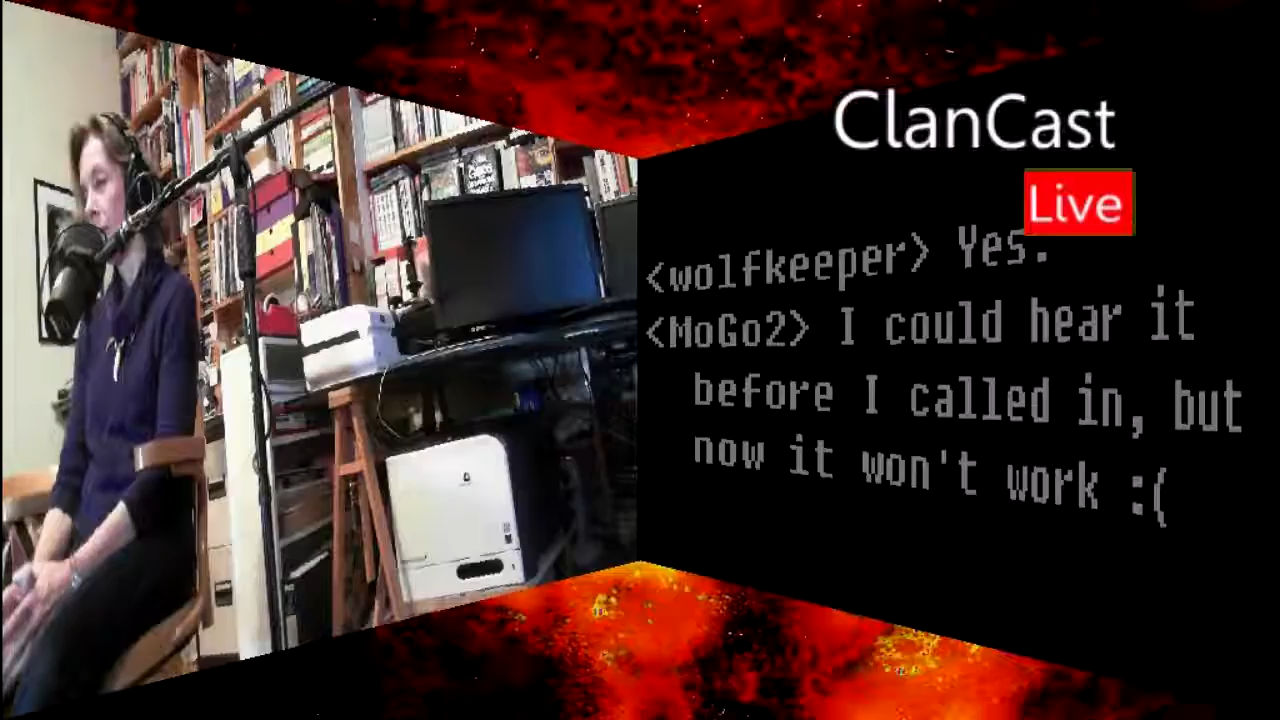 ClanCast
Live
<wolfkeeper> Yes.
<MoGo2> I could hear it
before I called in, but
now it won't work :(